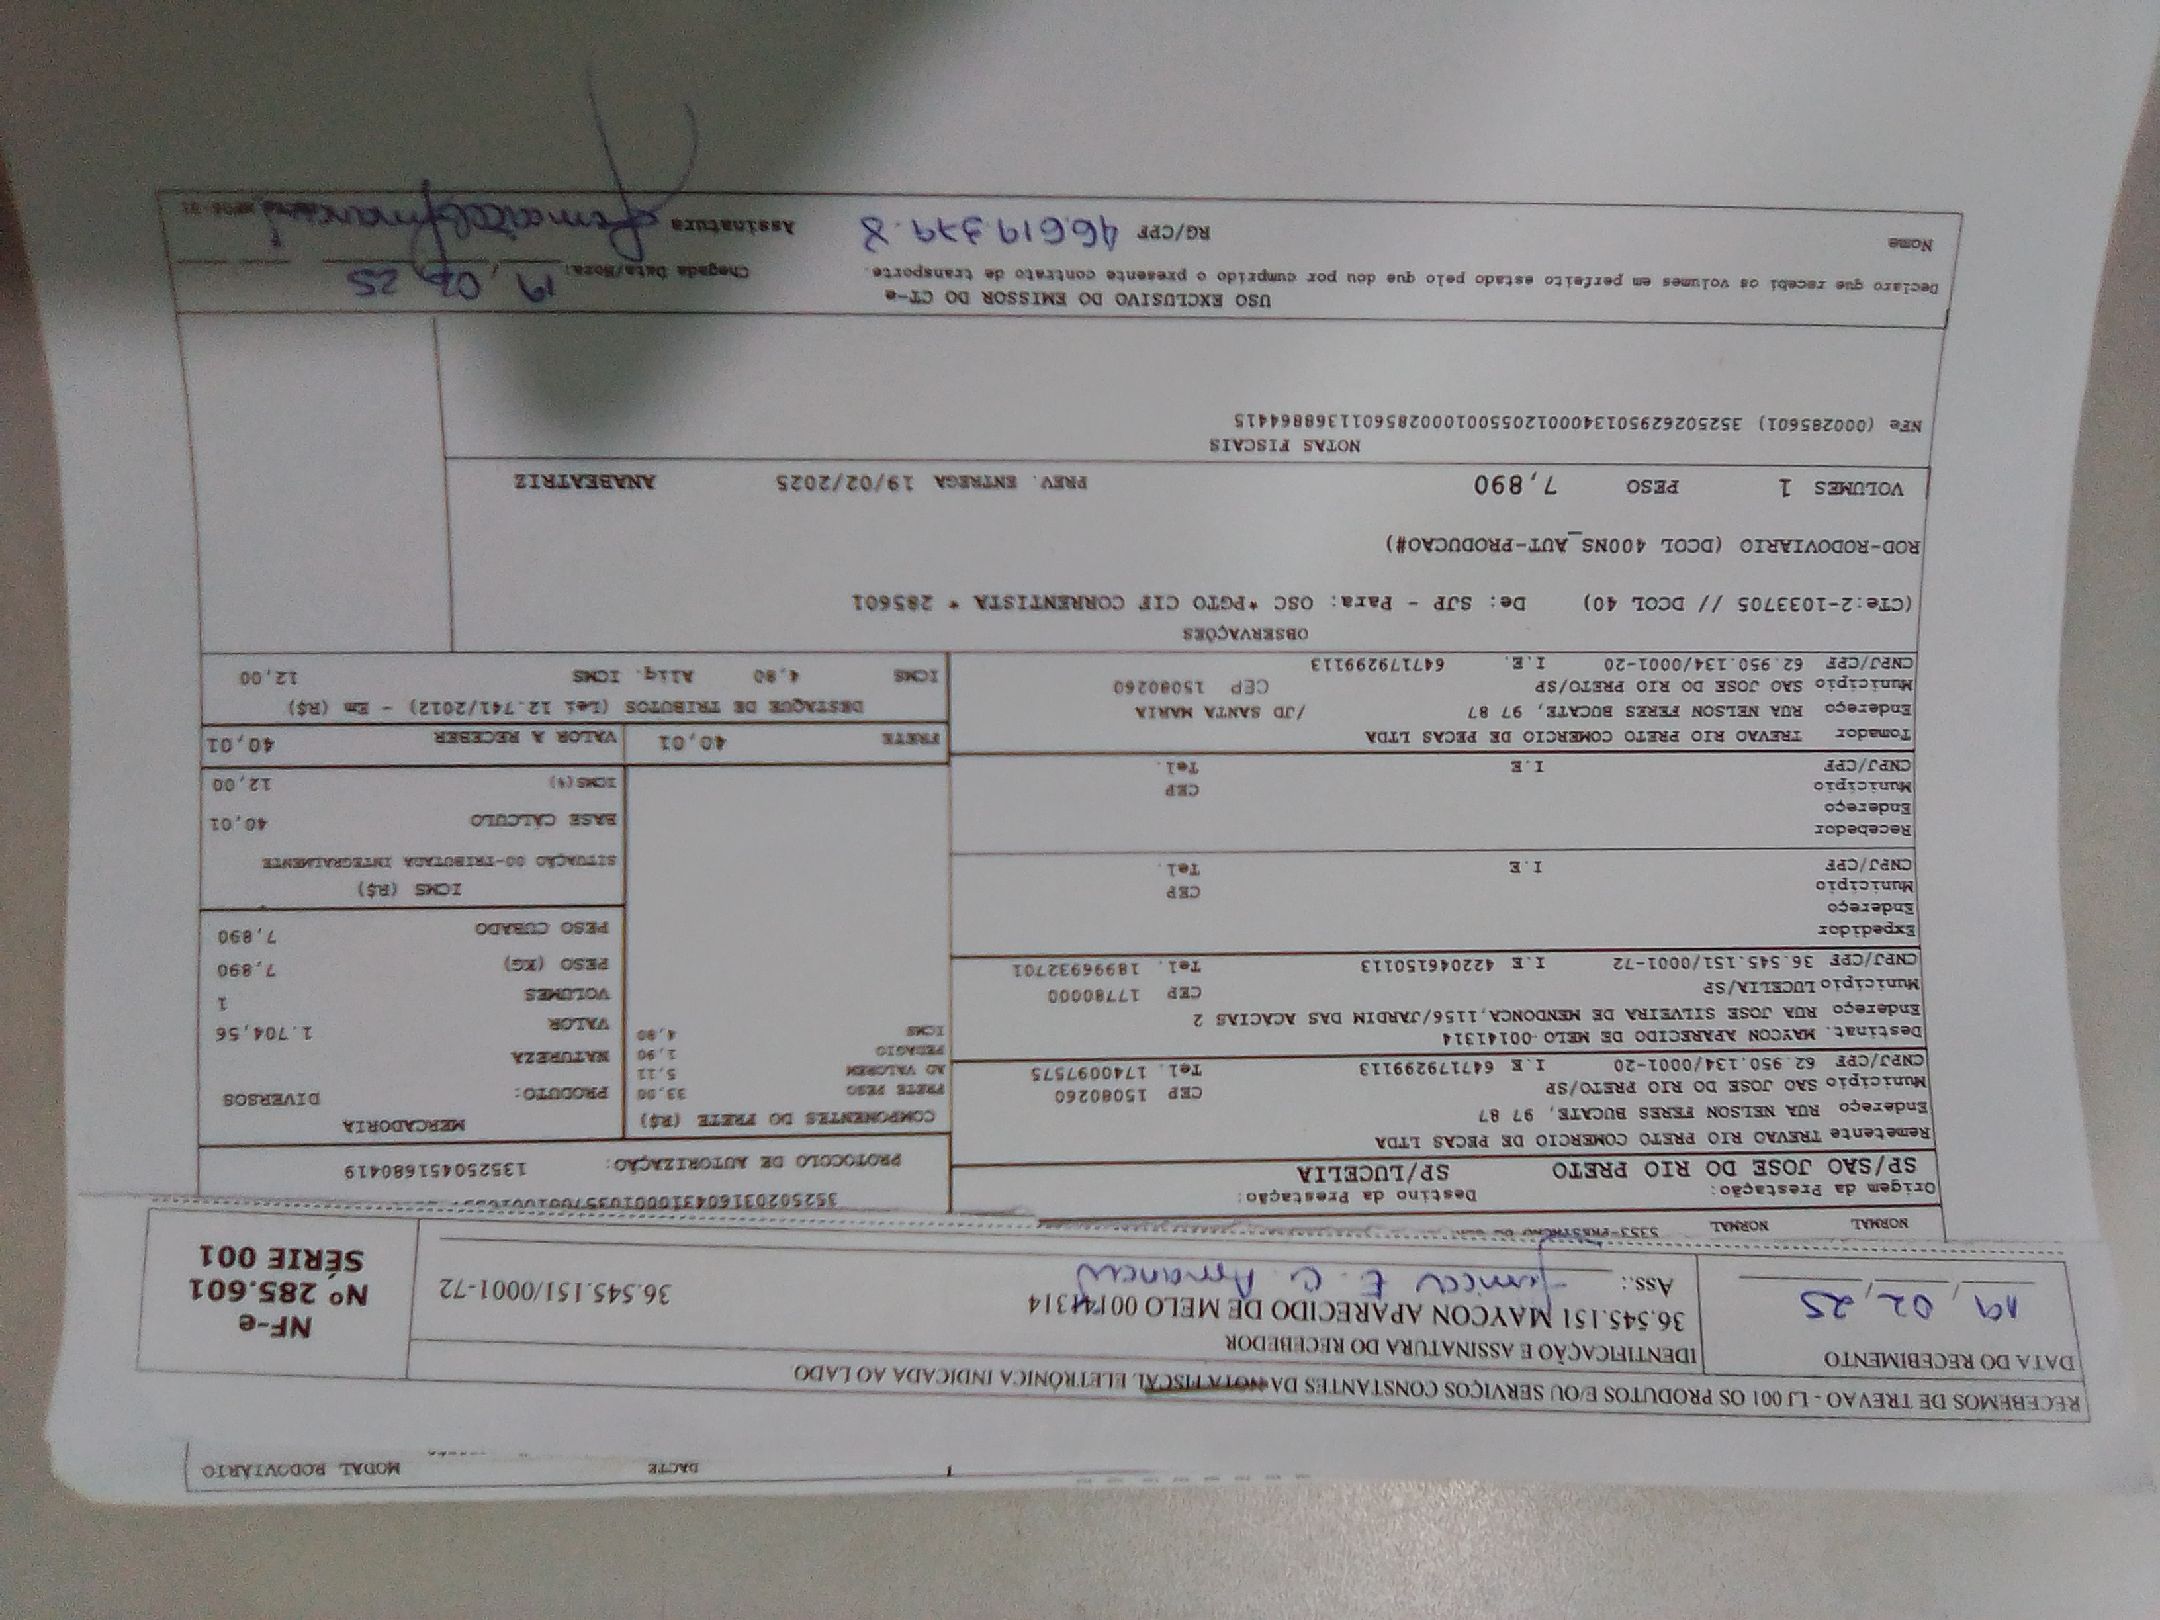 DACTE MODAL RODOVIÁRIO
RECEBEMOS DE TREVAO - LJ 001 OS PRODUTOS E/OU SERVIÇOS CONSTANTES DA NOTA FISCAL ELETRÔNICA INDICADA AO LADO
DATA DO RECEBIMENTO
19, 02, 25
IDENTIFICAÇÃO E ASSINATURA DO RECEBEDOR
36.545.151 MAYCON APARECIDO DE MELO 00141314
Ass.: E. C. 36.545.151/0001-72
NF-e
Nº 285.601
SÉRIE 001
NORMAL NORMAL
Origem da Prestação: Destino da Prestação:
SP/SAO JOSE DO RIO PRETO SP/LUCELIA
PROTOCOLO DE AUTORIZAÇÃO: 135250451680419
Remetente TREVAO RIO PRETO COMERCIO DE PECAS LTDA
Endereço RUA NELSON FERES BUCATE, 97 87
Município SAO JOSE DO RIO PRETO/SP CEP 15080260
CNPJ/CPF 62.950.134/0001-20 I.E 647179299113 Tel. 1740097575
Destinat. MAYCON APARECIDO DE MELO 00141314
Endereço RUA JOSE SILVEIRA DE MENDONCA,1156/JARDIM DAS ACACIAS 2
Município LUCELIA/SP CEP 17780000
CNPJ/CPF 36.545.151/0001-72 I.E 422046150113 Tel. 18996932701
Expedidor
Endereço
Município CEP
CNPJ/CPF I.E Tel.
Recebedor
Endereço
Município CEP
CNPJ/CPF I.E Tel.
Tomador TREVAO RIO PRETO COMERCIO DE PECAS LTDA
Endereço RUA NELSON FERES BUCATE, 97 87 /JD SANTA MARIA
Município SAO JOSE DO RIO PRETO/SP CEP 15080260
CNPJ/CPF 62.950.134/0001-20 I.E. 647179299113
COMPONENTES DO FRETE (R$)
FRETE PESO 33,00
AD VALOREM 5,11
PEDAGIO 1,90
ICMS 4,80
MERCADORIA
PRODUTO: DIVERSOS
NATUREZA
VALOR 1.704,56
VOLUMES 1
PESO (KG) 7,890
PESO CUBADO 7,890
ICMS (R$)
SITUAÇÃO 00-TRIBUTADA INTEGRALMENTE
BASE CÁLCULO 40,01
ICMS(%) 12,00
FRETE 40,01 VALOR A RECEBER 40,01
DESTAQUE DE TRIBUTOS (Lei 12.741/2012) - Em (R$)
ICMS 4,80 Aliq. ICMS 12,00
OBSERVAÇÕES
(CTe:2-1033705 // DCOL 40) De: SJP - Para: OSC *PGTO CIF CORRENTISTA * 285601
ROD-RODOVIARIO (DCOL 400NS_AUT-PRODUCAO#)
VOLUMES 1 PESO 7,890 PREV. ENTREGA 19/02/2025 ANABEATRIZ
NOTAS FISCAIS
NFe (000285601) 35250262950134000120550010002856011368864415
USO EXCLUSIVO DO EMISSOR DO CT-e
Declaro que recebi os volumes em perfeito estado pelo que dou por cumprido o presente contrato de transporte.
Chegada Data/Hora: 19, 02, 25
Nome RG/CPF 46619.379.8 Assinatura